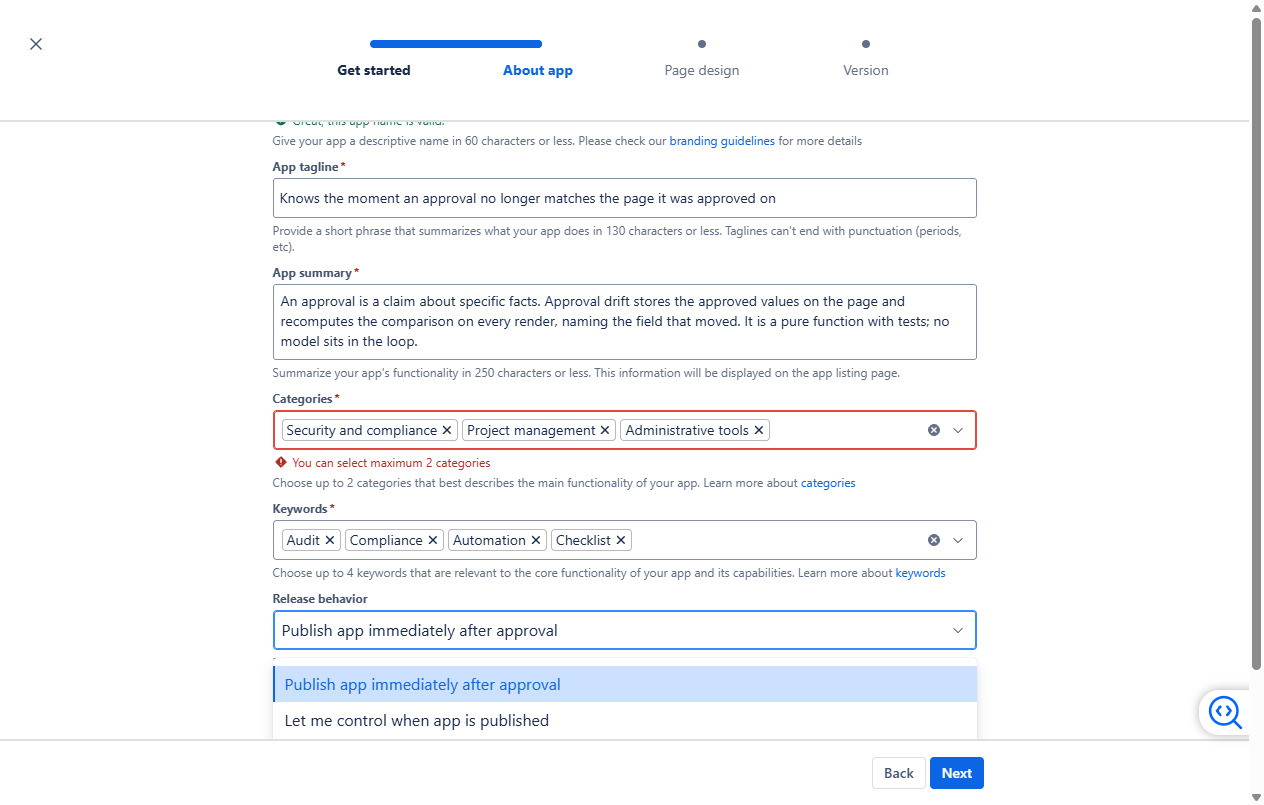 Get started
About app
Page design
Version
Great, this app name is valid.
Give your app a descriptive name in 60 characters or less. Please check our branding guidelines for more details
App tagline*
Knows the moment an approval no longer matches the page it was approved on
Provide a short phrase that summarizes what your app does in 130 characters or less. Taglines can't end with punctuation (periods,
etc).
App summary*
An approval is a claim about specific facts. Approval drift stores the approved values on the page and
recomputes the comparison on every render, naming the field that moved. It is a pure function with tests; no
model sits in the loop.
Summarize your app's functionality in 250 characters or less. This information will be displayed on the app listing page.
Categories*
Security and compliance
Project management
Administrative tools
You can select maximum 2 categories
Choose up to 2 categories that best describes the main functionality of your app. Learn more about categories
Keywords*
Audit
Compliance
Automation
Checklist
Choose up to 4 keywords that are relevant to the core functionality of your app and its capabilities. Learn more about keywords
Release behavior
Publish app immediately after approval
Publish app immediately after approval
Let me control when app is published
Back
Next